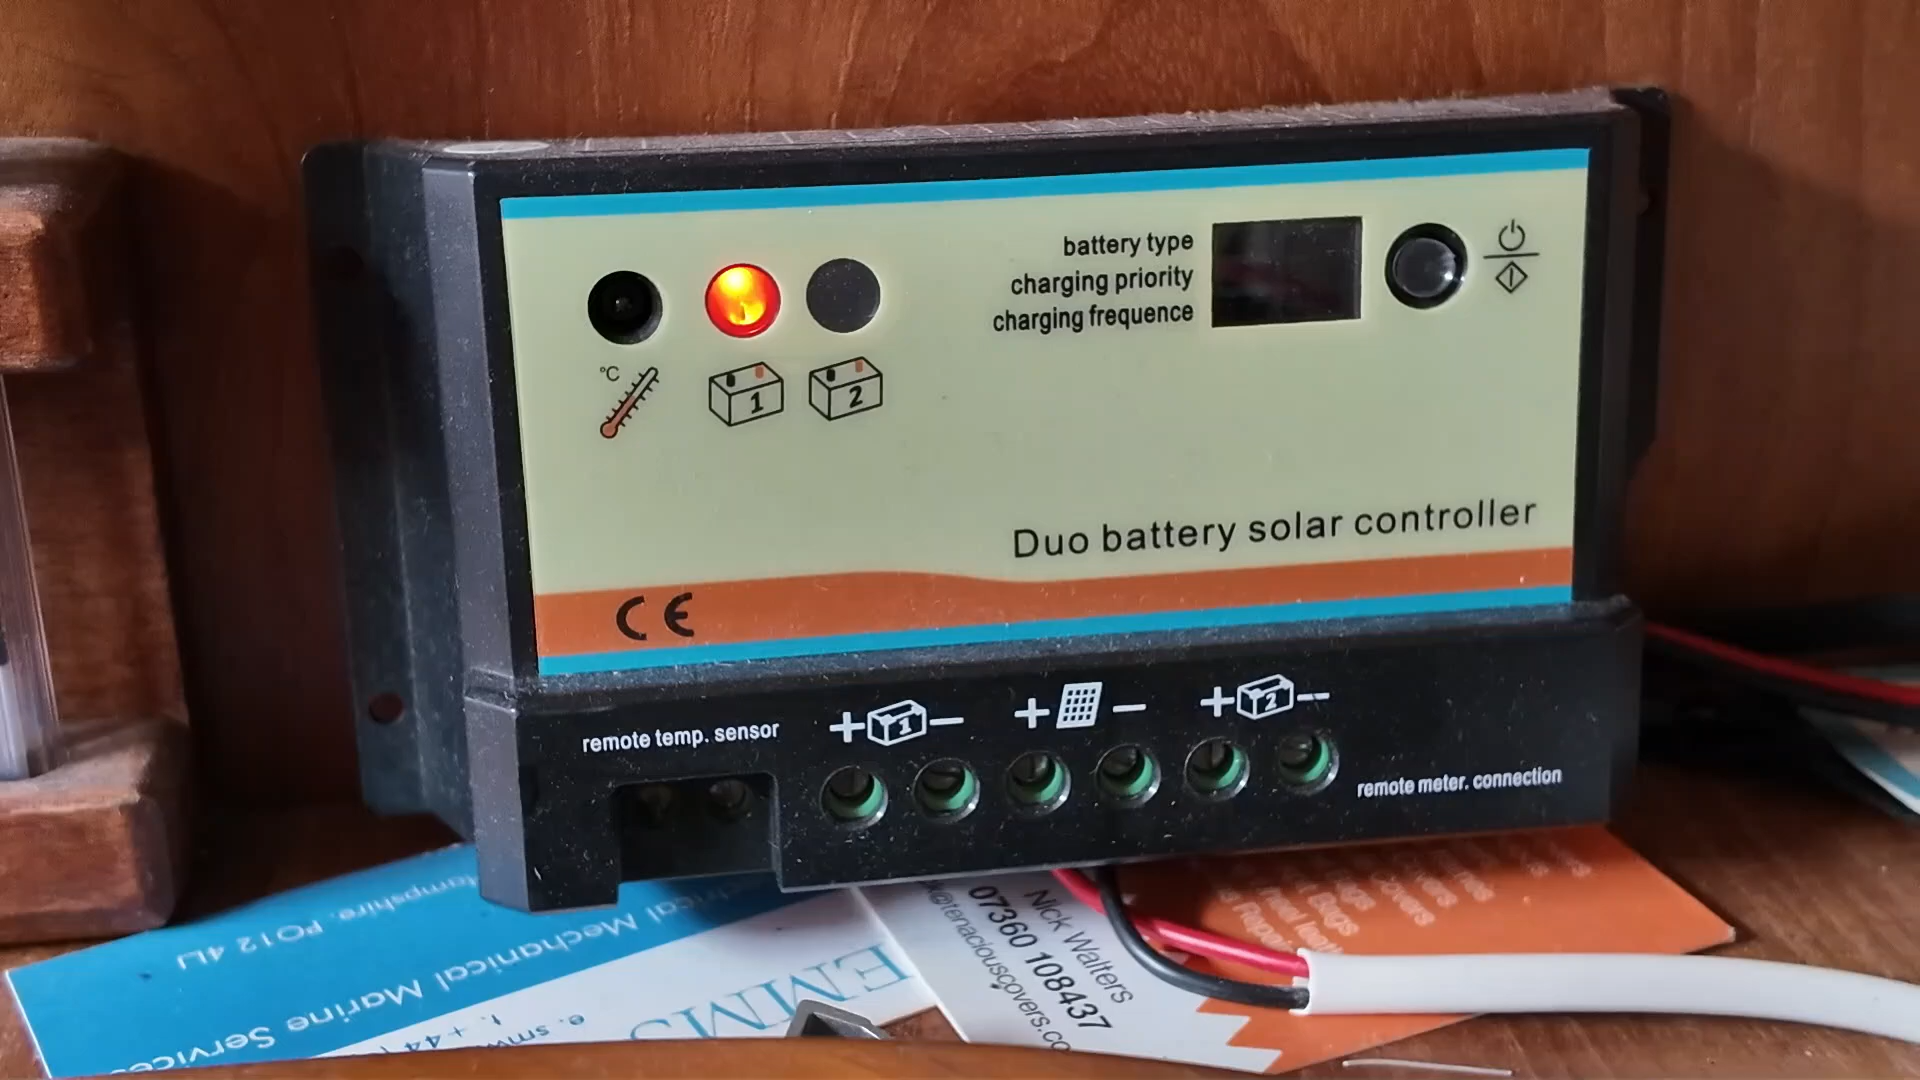 battery type
charging priority
charging frequence
°C
1
2
Duo battery solar controller
CE
remote temp. sensor
+ 1 −
+ −
+ 2 −
remote meter. connection
Nick Walters
07360 108437
@tenaciouscovers.co
Mechanical Marine Services
PO12 4LJ
EMMS